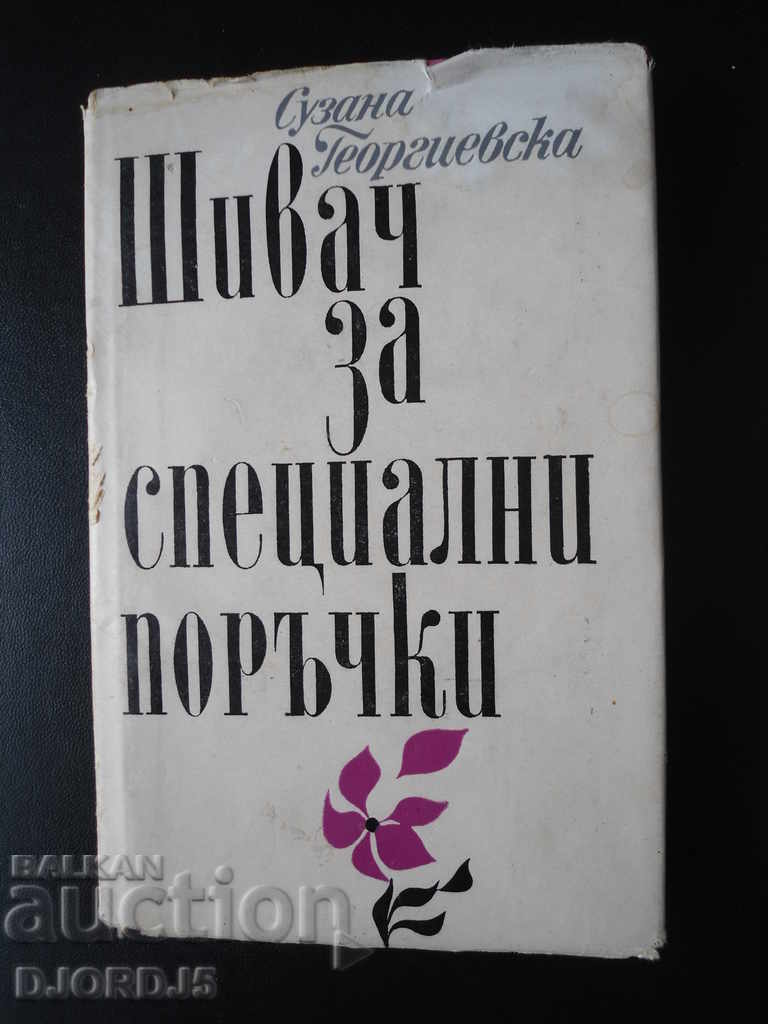 Сузана
Георгиевска
Шивач
за
специални
поръчки
BALKAN
auction
DJORDJ5